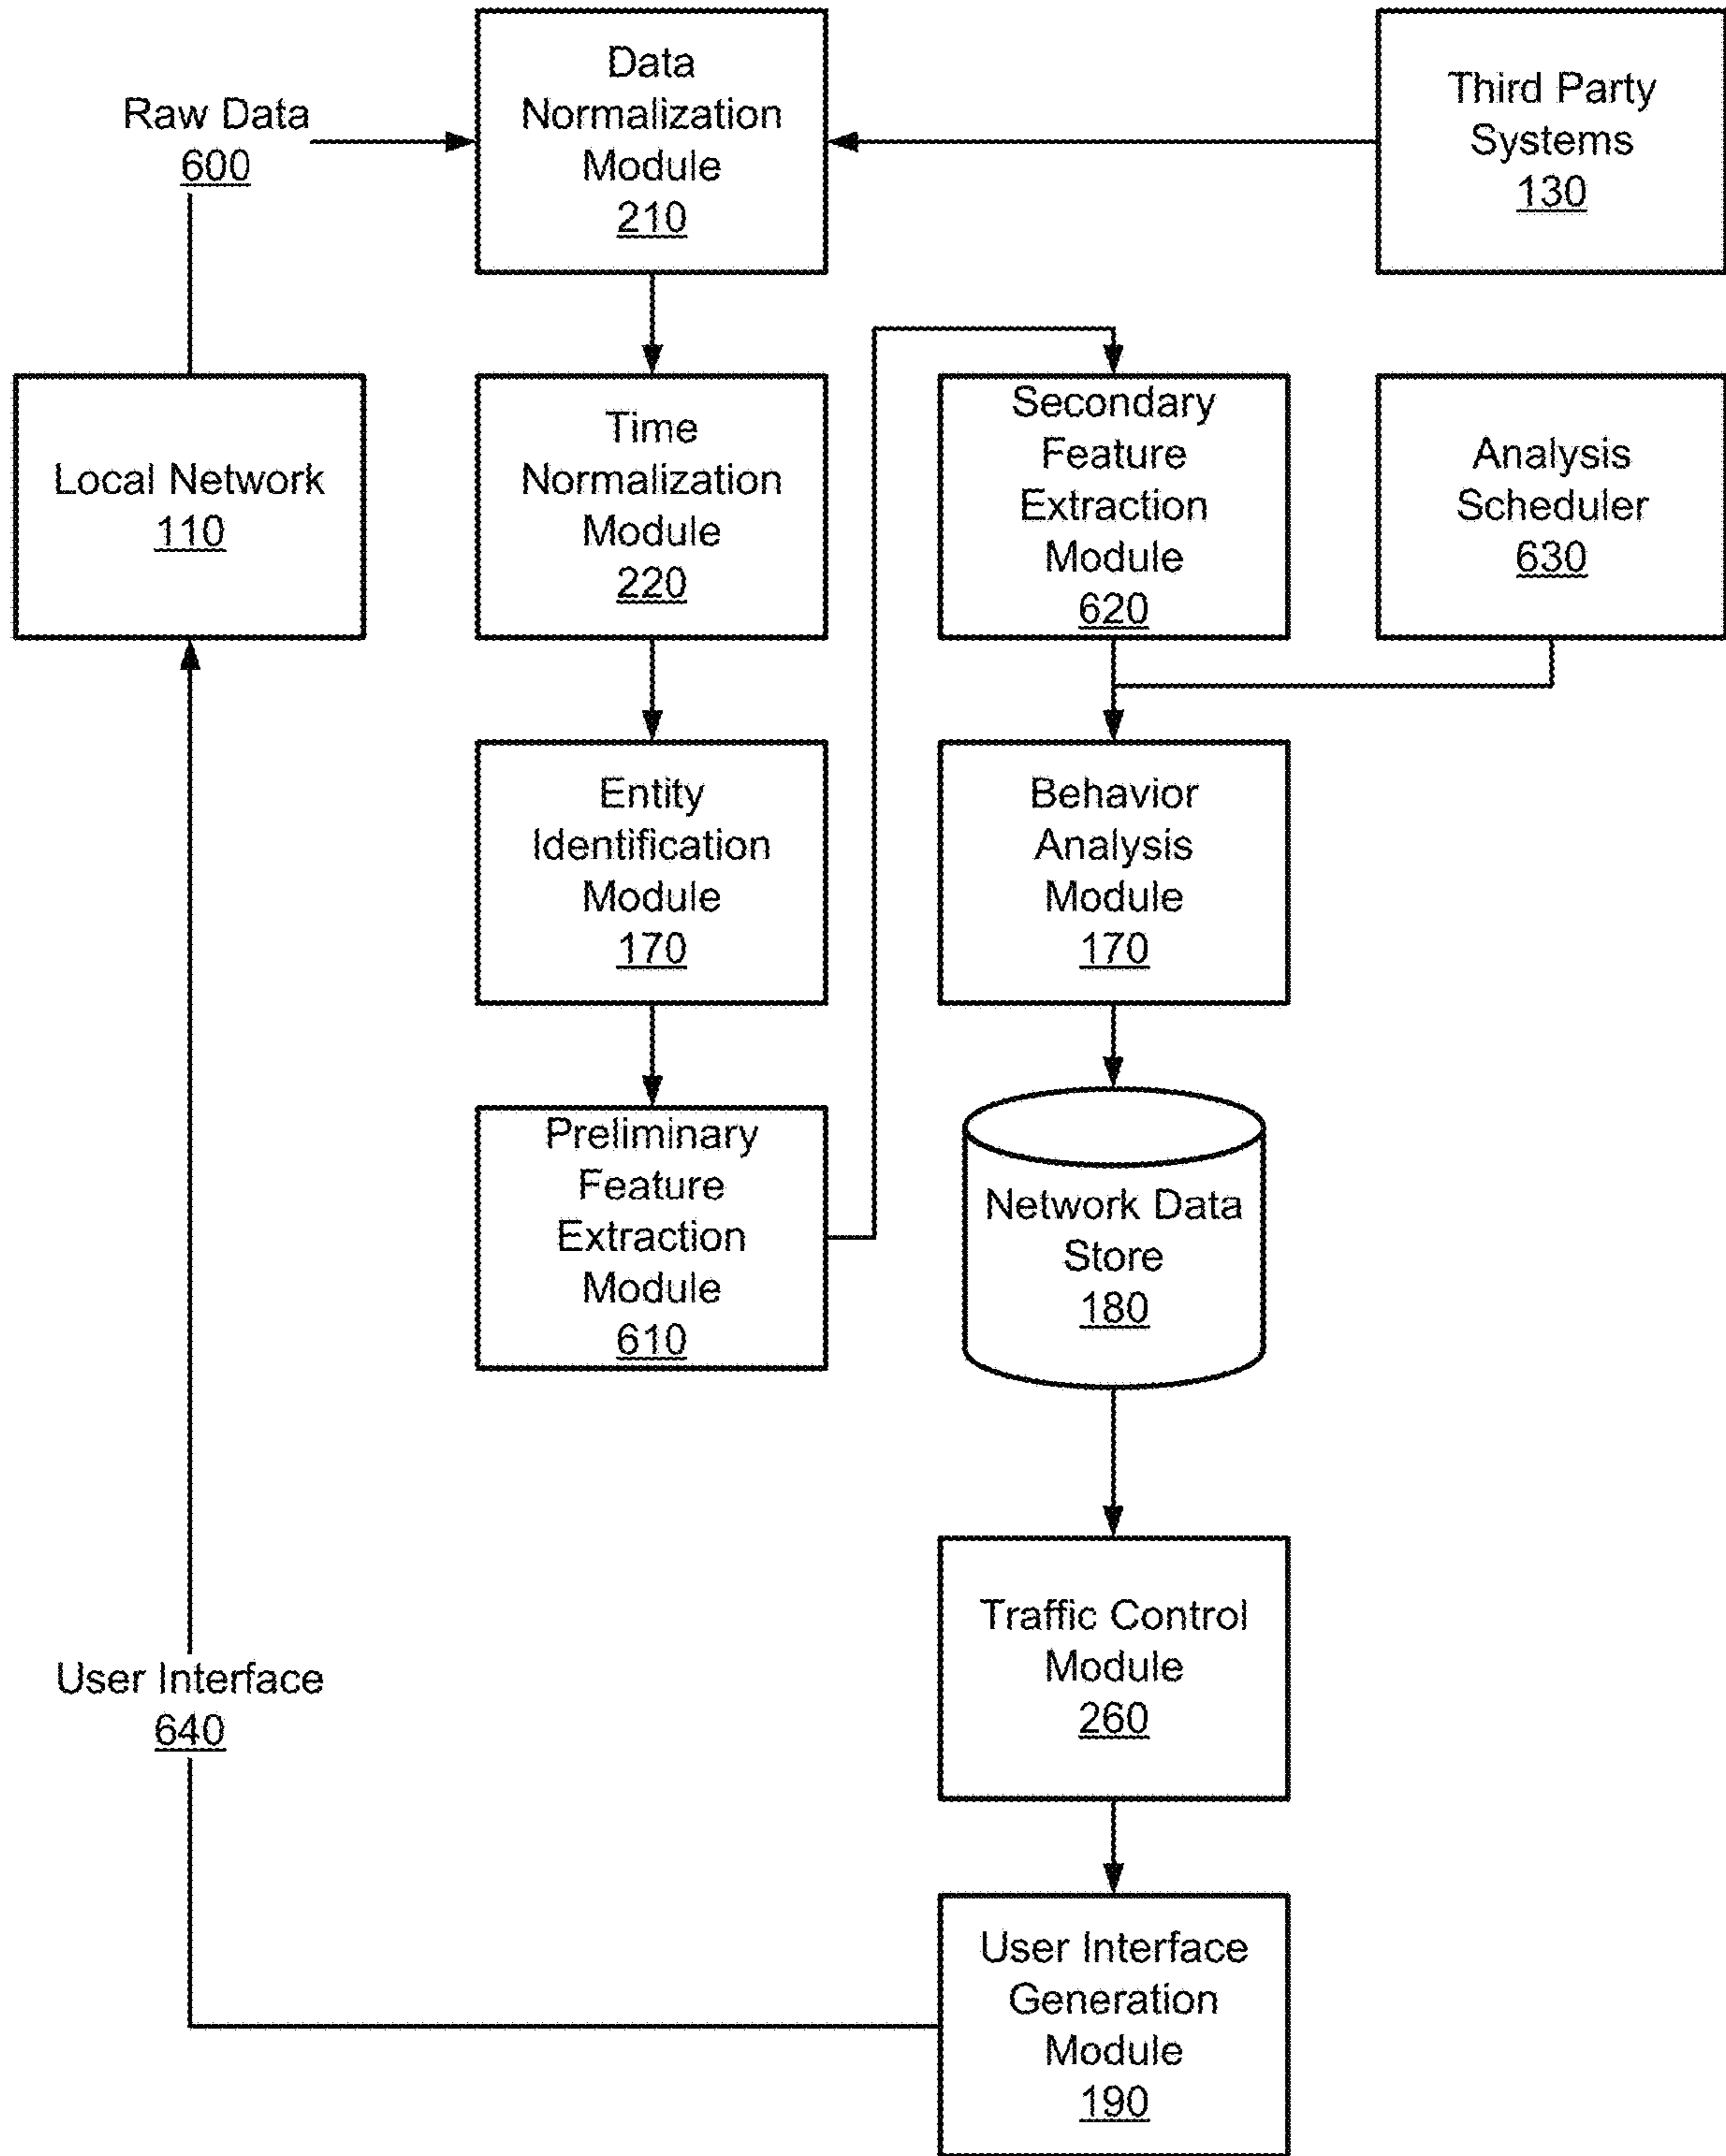 Data
Normalization
Module
210
Raw Data
600
Third Party
Systems
130
Local Network
110
Time
Normalization
Module
220
Secondary
Feature
Extraction
Module
620
Analysis
Scheduler
630
Entity
Identification
Module
170
Behavior
Analysis
Module
170
Preliminary
Feature
Extraction
Module
610
Network Data
Store
180
Traffic Control
Module
260
User Interface
640
User Interface
Generation
Module
190